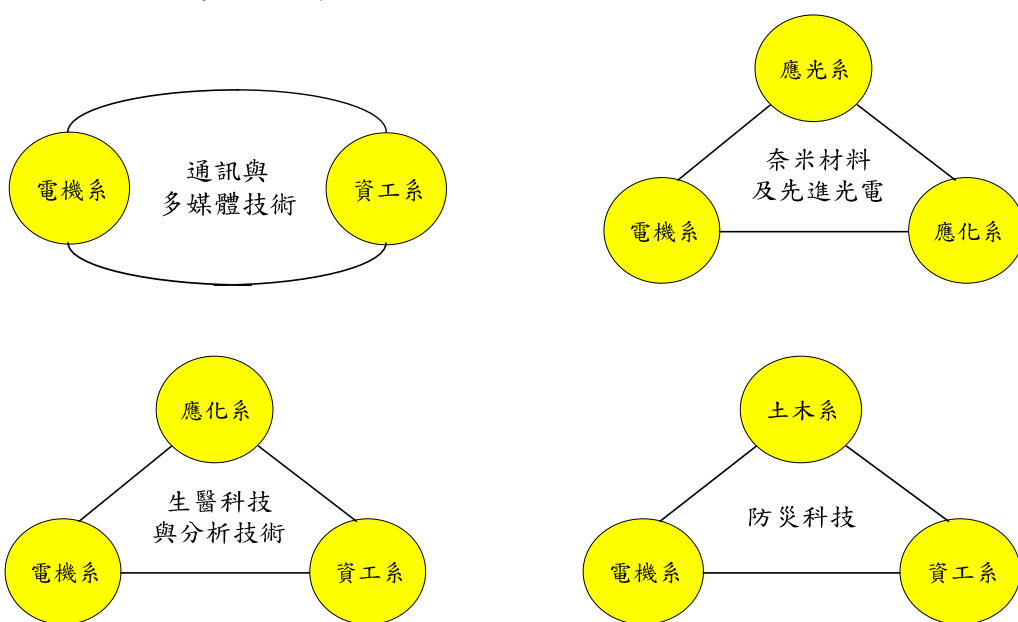 電機系
通訊與
多媒體技術
資工系
應光系
奈米材料
及先進光電
電機系
應化系
應化系
生醫科技
與分析技術
電機系
資工系
土木系
防災科技
電機系
資工系